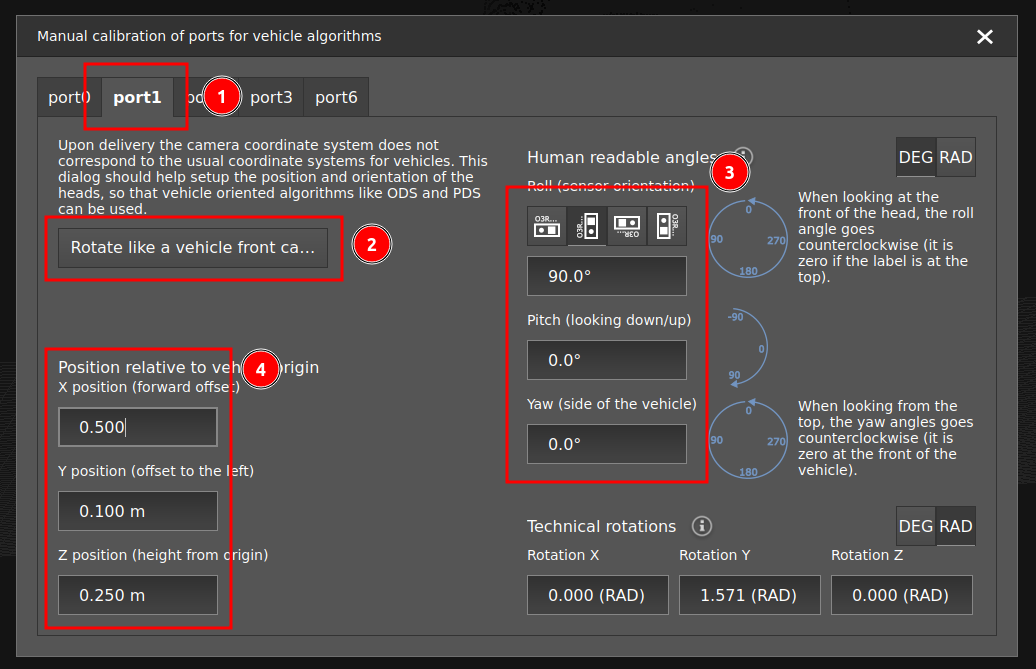 Manual calibration of ports for vehicle algorithms
port0 port1 1 port3 port6
Upon delivery the camera coordinate system does not
correspond to the usual coordinate systems for vehicles. This
dialog should help setup the position and orientation of the
heads, so that vehicle oriented algorithms like ODS and PDS
can be used.
Rotate like a vehicle front ca...
2
Position relative to origin
4
X position (forward offset)
0.500
Y position (offset to the left)
0.100 m
Z position (height from origin)
0.250 m
Human readable angles
3
DEG RAD
Roll (sensor orientation)
O3R... O3R... O3R... O3R...
90.0°
0
90 270
180
When looking at the
front of the head, the roll
angle goes
counterclockwise (it is
zero if the label is at the
top).
Pitch (looking down/up)
0.0°
-90
0
90
Yaw (side of the vehicle)
0.0°
0
90 270
180
When looking from the
top, the yaw angles goes
counterclockwise (it is
zero at the front of the
vehicle).
Technical rotations
DEG RAD
Rotation X Rotation Y Rotation Z
0.000 (RAD) 1.571 (RAD) 0.000 (RAD)